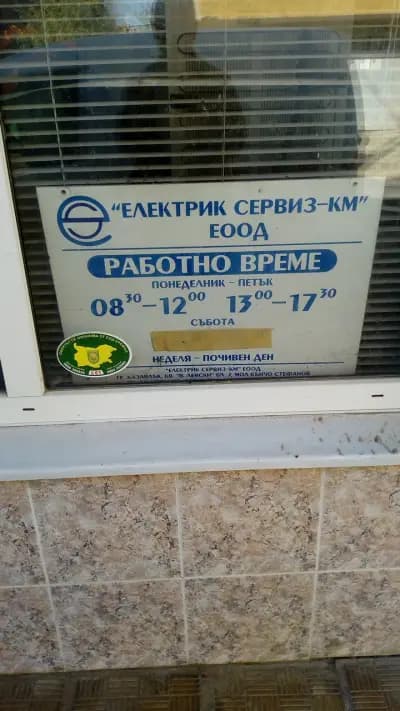 "ЕЛЕКТРИК СЕРВИЗ-КМ"
ЕООД
РАБОТНО ВРЕМЕ
ПОНЕДЕЛНИК - ПЕТЪК
08³⁰-12⁰⁰ 13⁰⁰-17³⁰
СЪБОТА
НЕДЕЛЯ - ПОЧИВЕН ДЕН
"ЕЛЕКТРИК СЕРВИЗ-КМ" ЕООД